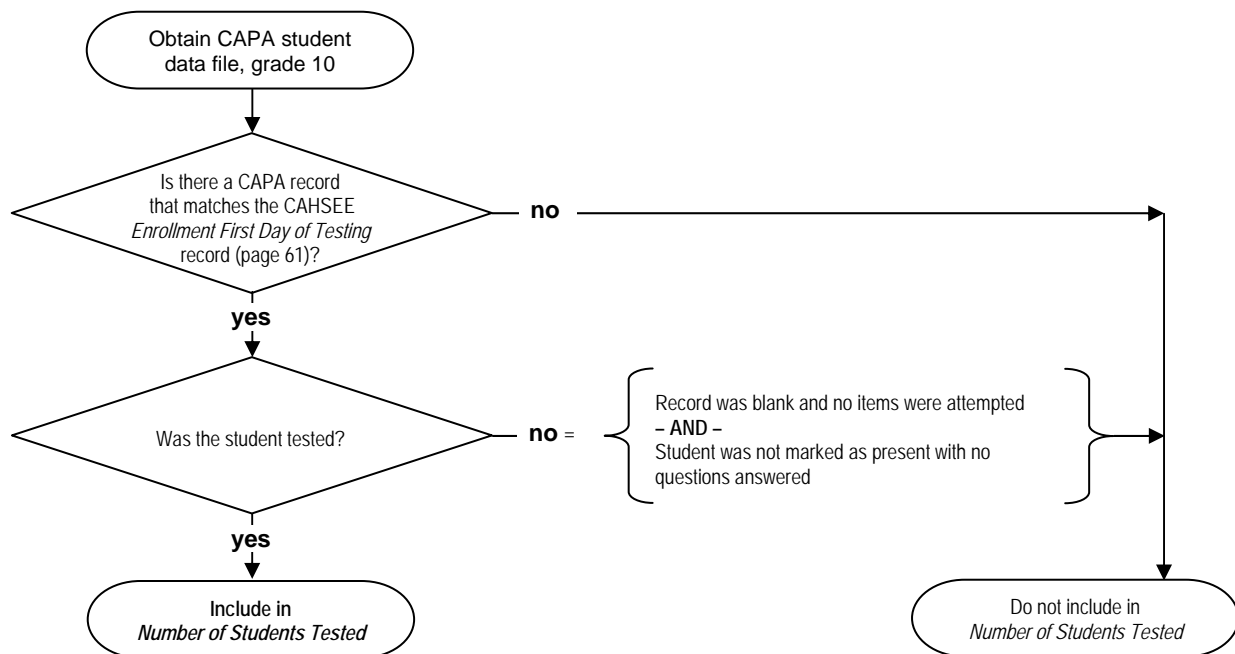 Obtain CAPA student
data file, grade 10
Is there a CAPA record
that matches the CAHSEE
Enrollment First Day of Testing
record (page 61)?
no
yes
Was the student tested?
no =
Record was blank and no items were attempted
– AND –
Student was not marked as present with no
questions answered
yes
Include in
Number of Students Tested
Do not include in
Number of Students Tested